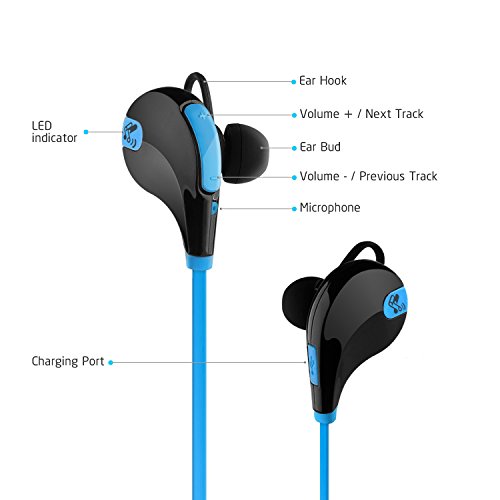 Ear Hook
Volume + / Next Track
LED
indicator
Ear Bud
Volume - / Previous Track
Microphone
Charging Port